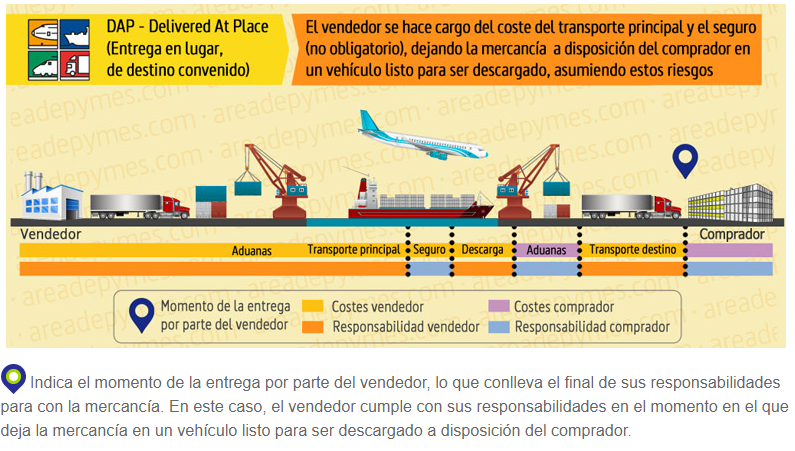 DAP - Delivered At Place
(Entrega en lugar,
de destino convenido)
El vendedor se hace cargo del coste del transporte principal y el seguro
(no obligatorio), dejando la mercancía a disposición del comprador en
un vehículo listo para ser descargado, asumiendo estos riesgos
areadepymes.com · areadepymes.com · areadepymes.com
Vendedor
Comprador
Aduanas
Transporte principal
Seguro
Descarga
Aduanas
Transporte destino
Momento de la entrega
por parte del vendedor
Costes vendedor
Responsabilidad vendedor
Costes comprador
Responsabilidad comprador
Indica el momento de la entrega por parte del vendedor, lo que conlleva el final de sus responsabilidades
para con la mercancía. En este caso, el vendedor cumple con sus responsabilidades en el momento en el que
deja la mercancía en un vehículo listo para ser descargado a disposición del comprador.